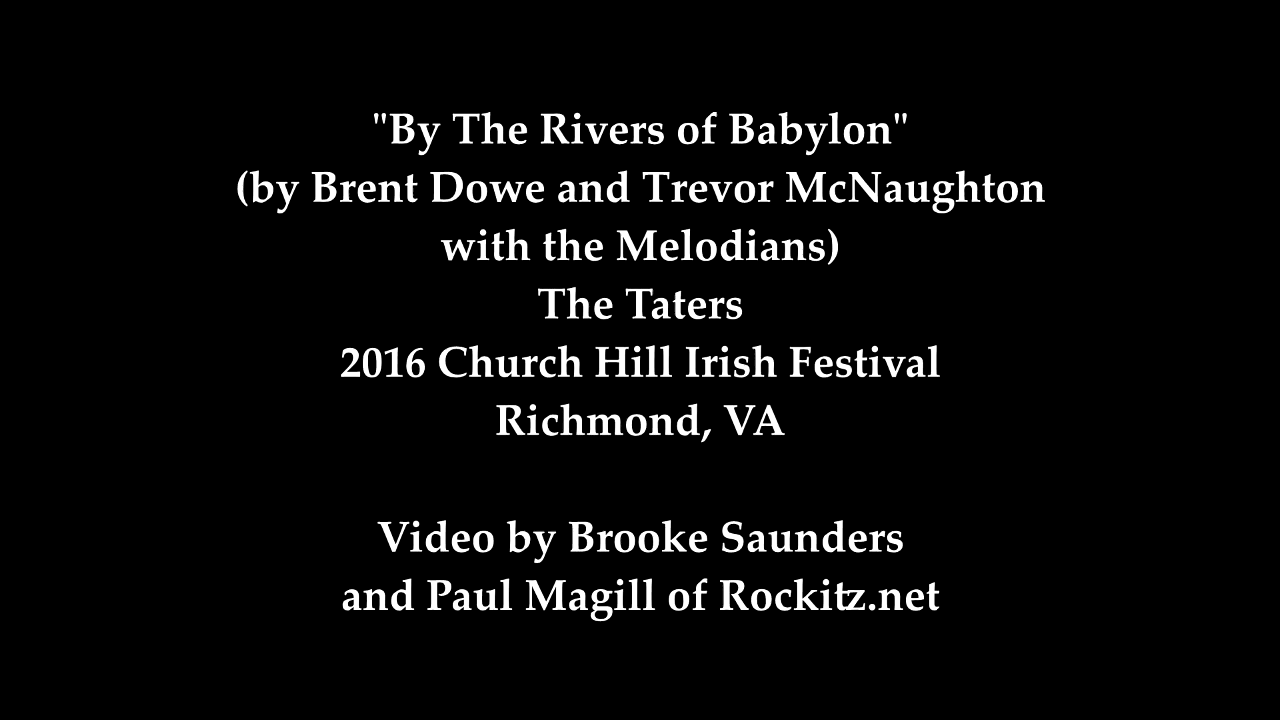 "By The Rivers of Babylon"
(by Brent Dowe and Trevor McNaughton
with the Melodians)
The Taters
2016 Church Hill Irish Festival
Richmond, VA
Video by Brooke Saunders
and Paul Magill of Rockitz.net